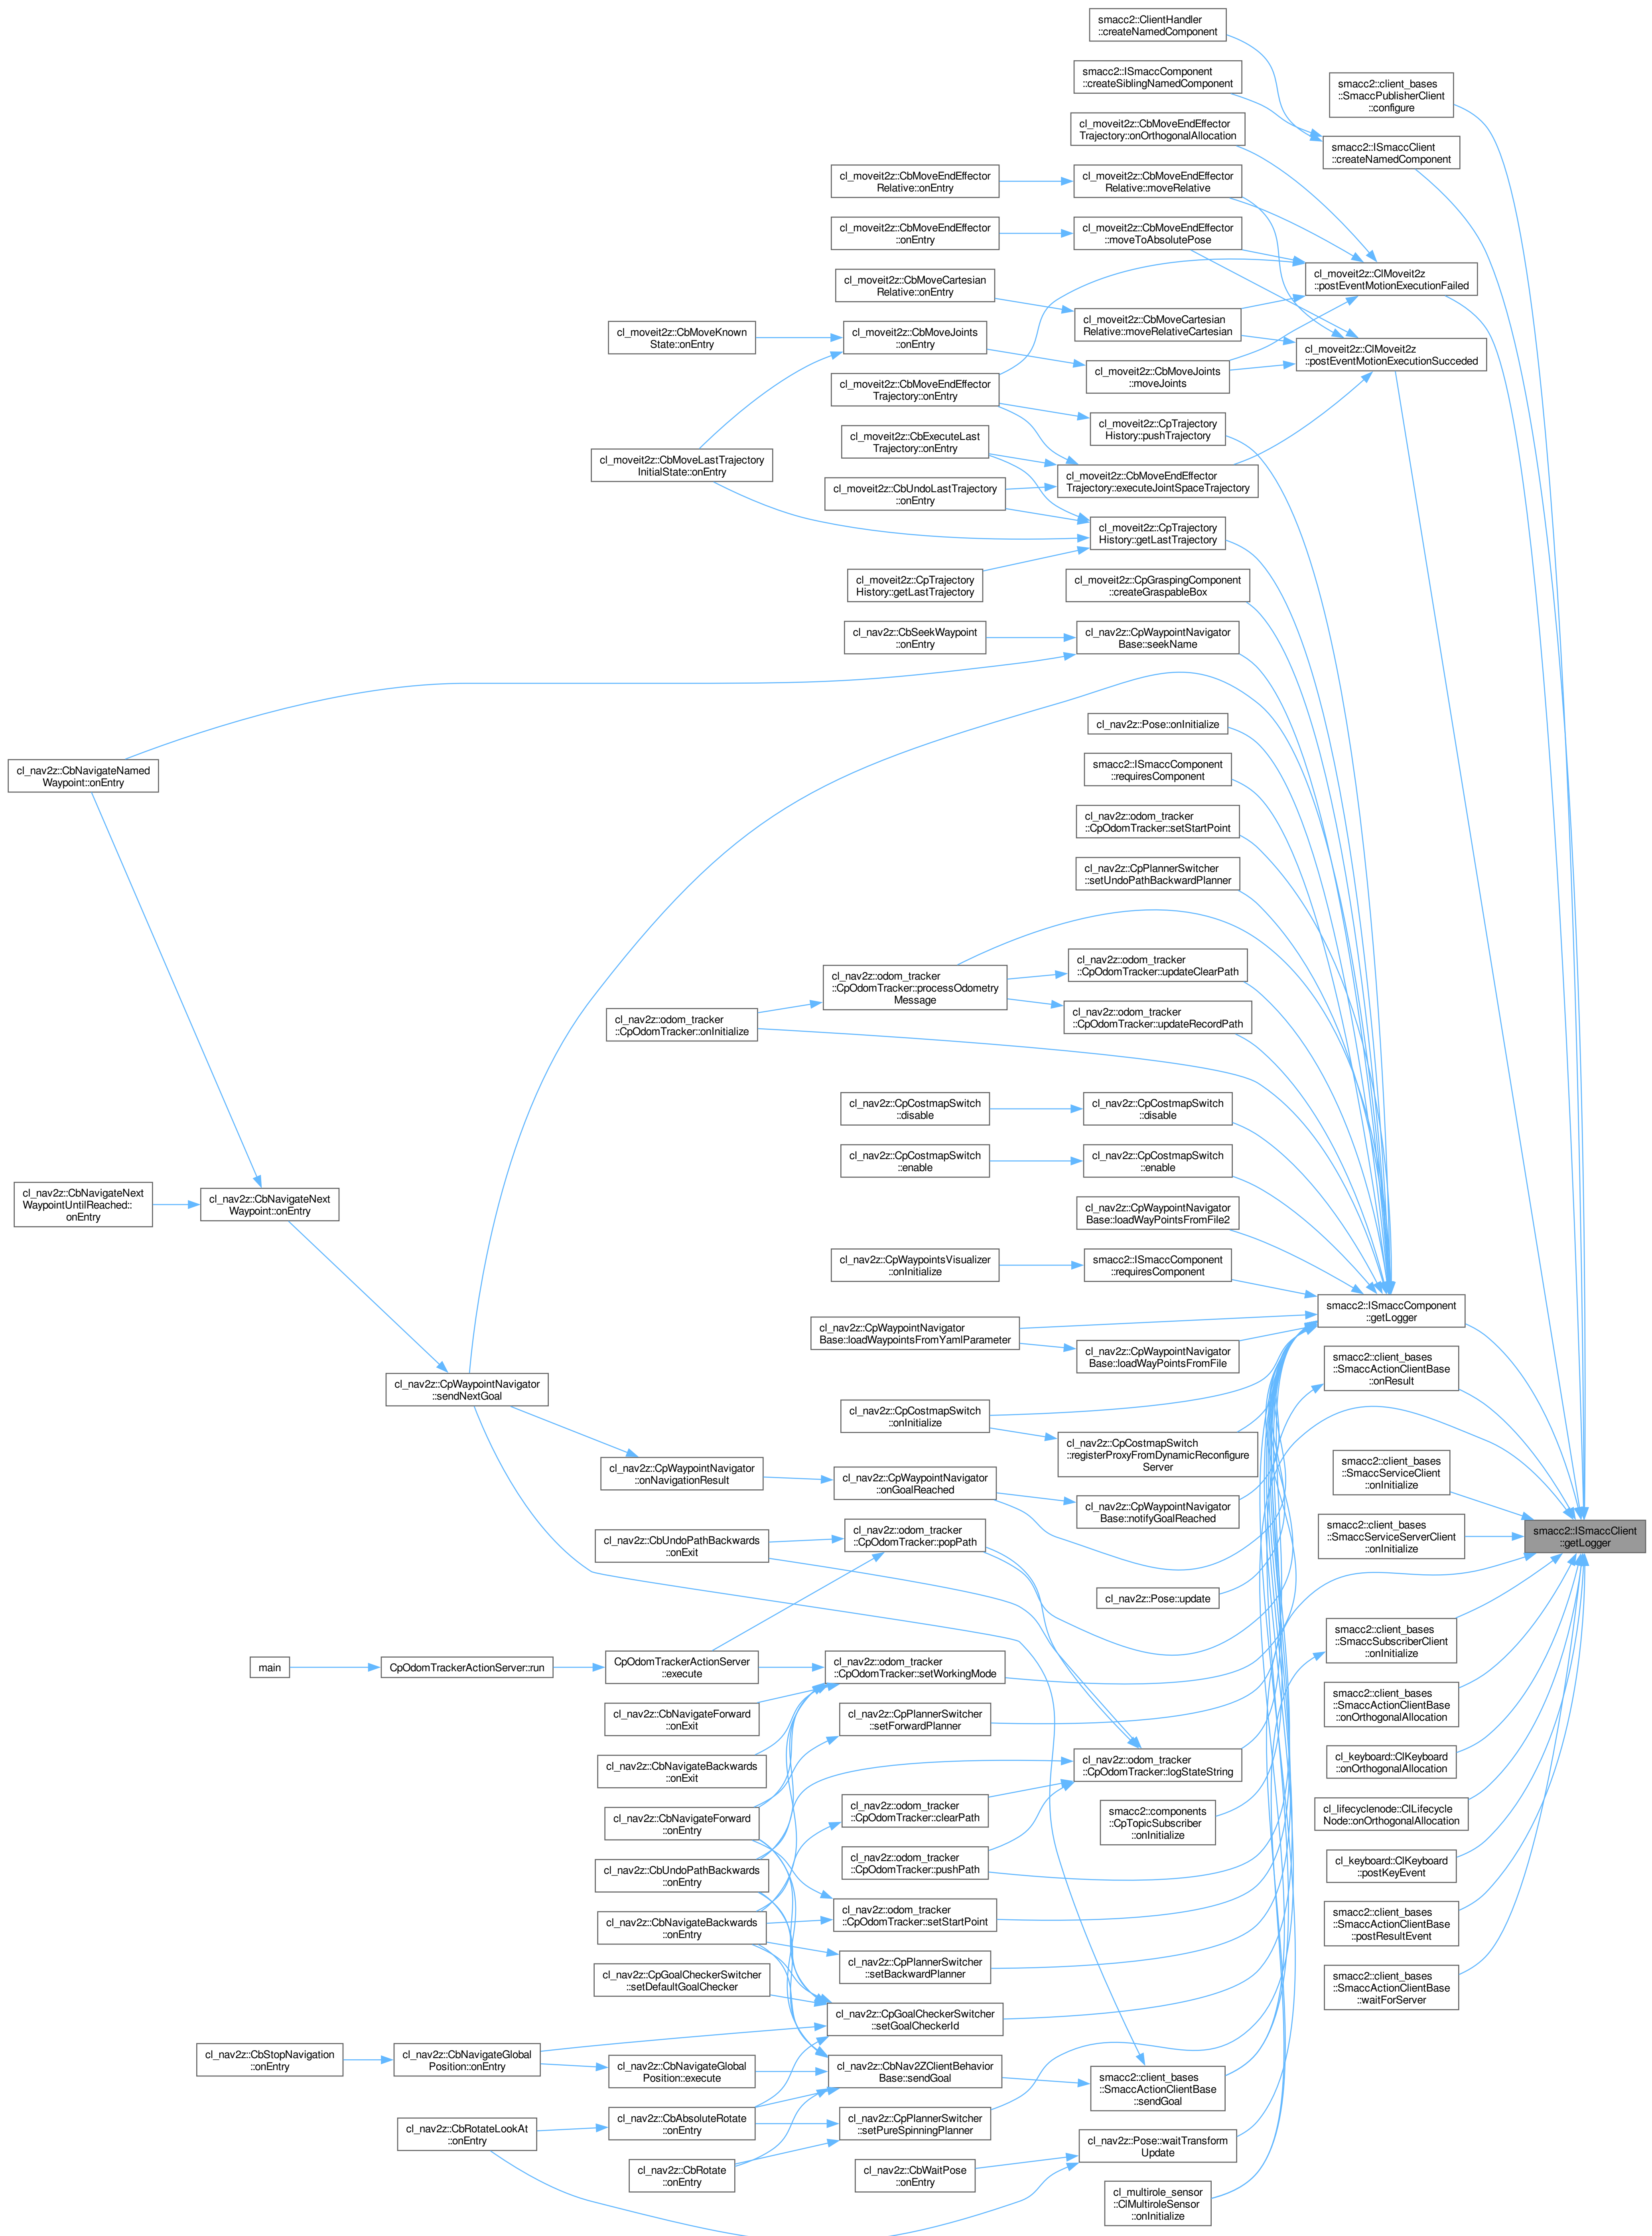 smacc2::ClientHandler
::createNamedComponent
smacc2::ISmaccComponent
::createSiblingNamedComponent
smacc2::client_bases
::SmaccPublisherClient
::configure
cl_moveit2z::CbMoveEndEffector
Trajectory::onOrthogonalAllocation
smacc2::ISmaccClient
::createNamedComponent
cl_moveit2z::CbMoveEndEffector
Relative::onEntry
cl_moveit2z::CbMoveEndEffector
Relative::moveRelative
cl_moveit2z::CbMoveEndEffector
::onEntry
cl_moveit2z::CbMoveEndEffector
::moveToAbsolutePose
cl_moveit2z::ClMoveit2z
::postEventMotionExecutionFailed
cl_moveit2z::CbMoveCartesian
Relative::onEntry
cl_moveit2z::CbMoveCartesian
Relative::moveRelativeCartesian
cl_moveit2z::CbMoveKnown
State::onEntry
cl_moveit2z::CbMoveJoints
::onEntry
cl_moveit2z::ClMoveit2z
::postEventMotionExecutionSucceded
cl_moveit2z::CbMoveJoints
::moveJoints
cl_moveit2z::CbMoveEndEffector
Trajectory::onEntry
cl_moveit2z::CpTrajectory
History::pushTrajectory
cl_moveit2z::CbExecuteLast
Trajectory::onEntry
cl_moveit2z::CbMoveLastTrajectory
InitialState::onEntry
cl_moveit2z::CbMoveEndEffector
Trajectory::executeJointSpaceTrajectory
cl_moveit2z::CbUndoLastTrajectory
::onEntry
cl_moveit2z::CpTrajectory
History::getLastTrajectory
cl_moveit2z::CpTrajectory
History::getLastTrajectory
cl_moveit2z::CpGraspingComponent
::createGraspableBox
cl_nav2z::CbSeekWaypoint
::onEntry
cl_nav2z::CpWaypointNavigator
Base::seekName
cl_nav2z::Pose::onInitialize
cl_nav2z::CbNavigateNamed
Waypoint::onEntry
smacc2::ISmaccComponent
::requiresComponent
cl_nav2z::odom_tracker
::CpOdomTracker::setStartPoint
cl_nav2z::CpPlannerSwitcher
::setUndoPathBackwardPlanner
cl_nav2z::odom_tracker
::CpOdomTracker::processOdometry
Message
cl_nav2z::odom_tracker
::CpOdomTracker::updateClearPath
cl_nav2z::odom_tracker
::CpOdomTracker::onInitialize
cl_nav2z::odom_tracker
::CpOdomTracker::updateRecordPath
cl_nav2z::CpCostmapSwitch
::disable
cl_nav2z::CpCostmapSwitch
::disable
cl_nav2z::CpCostmapSwitch
::enable
cl_nav2z::CpCostmapSwitch
::enable
cl_nav2z::CbNavigateNext
WaypointUntilReached::
onEntry
cl_nav2z::CbNavigateNext
Waypoint::onEntry
cl_nav2z::CpWaypointNavigator
Base::loadWayPointsFromFile2
cl_nav2z::CpWaypointsVisualizer
::onInitialize
smacc2::ISmaccComponent
::requiresComponent
smacc2::ISmaccComponent
::getLogger
cl_nav2z::CpWaypointNavigator
Base::loadWaypointsFromYamlParameter
cl_nav2z::CpWaypointNavigator
Base::loadWayPointsFromFile
smacc2::client_bases
::SmaccActionClientBase
::onResult
cl_nav2z::CpWaypointNavigator
::sendNextGoal
cl_nav2z::CpCostmapSwitch
::onInitialize
cl_nav2z::CpCostmapSwitch
::registerProxyFromDynamicReconfigure
Server
cl_nav2z::CpWaypointNavigator
::onNavigationResult
cl_nav2z::CpWaypointNavigator
::onGoalReached
smacc2::client_bases
::SmaccServiceClient
::onInitialize
cl_nav2z::CpWaypointNavigator
Base::notifyGoalReached
smacc2::client_bases
::SmaccServiceServerClient
::onInitialize
smacc2::ISmaccClient
::getLogger
cl_nav2z::CbUndoPathBackwards
::onExit
cl_nav2z::odom_tracker
::CpOdomTracker::popPath
cl_nav2z::Pose::update
smacc2::client_bases
::SmaccSubscriberClient
::onInitialize
main
CpOdomTrackerActionServer::run
CpOdomTrackerActionServer
::execute
cl_nav2z::odom_tracker
::CpOdomTracker::setWorkingMode
smacc2::client_bases
::SmaccActionClientBase
::onOrthogonalAllocation
cl_nav2z::CbNavigateForward
::onExit
cl_nav2z::CpPlannerSwitcher
::setForwardPlanner
cl_nav2z::CbNavigateBackwards
::onExit
cl_nav2z::odom_tracker
::CpOdomTracker::logStateString
cl_keyboard::ClKeyboard
::onOrthogonalAllocation
cl_nav2z::CbNavigateForward
::onEntry
cl_nav2z::odom_tracker
::CpOdomTracker::clearPath
smacc2::components
::CpTopicSubscriber
::onInitialize
cl_lifecyclenode::ClLifecycle
Node::onOrthogonalAllocation
cl_nav2z::CbUndoPathBackwards
::onEntry
cl_nav2z::odom_tracker
::CpOdomTracker::pushPath
cl_keyboard::ClKeyboard
::postKeyEvent
cl_nav2z::CbNavigateBackwards
::onEntry
cl_nav2z::odom_tracker
::CpOdomTracker::setStartPoint
smacc2::client_bases
::SmaccActionClientBase
::postResultEvent
cl_nav2z::CpGoalCheckerSwitcher
::setDefaultGoalChecker
cl_nav2z::CpPlannerSwitcher
::setBackwardPlanner
smacc2::client_bases
::SmaccActionClientBase
::waitForServer
cl_nav2z::CpGoalCheckerSwitcher
::setGoalCheckerId
cl_nav2z::CbStopNavigation
::onEntry
cl_nav2z::CbNavigateGlobal
Position::onEntry
cl_nav2z::CbNavigateGlobal
Position::execute
cl_nav2z::CbNav2ZClientBehavior
Base::sendGoal
smacc2::client_bases
::SmaccActionClientBase
::sendGoal
cl_nav2z::CbRotateLookAt
::onEntry
cl_nav2z::CbAbsoluteRotate
::onEntry
cl_nav2z::CpPlannerSwitcher
::setPureSpinningPlanner
cl_nav2z::Pose::waitTransform
Update
cl_nav2z::CbRotate
::onEntry
cl_nav2z::CbWaitPose
::onEntry
cl_multirole_sensor
::ClMultiroleSensor
::onInitialize